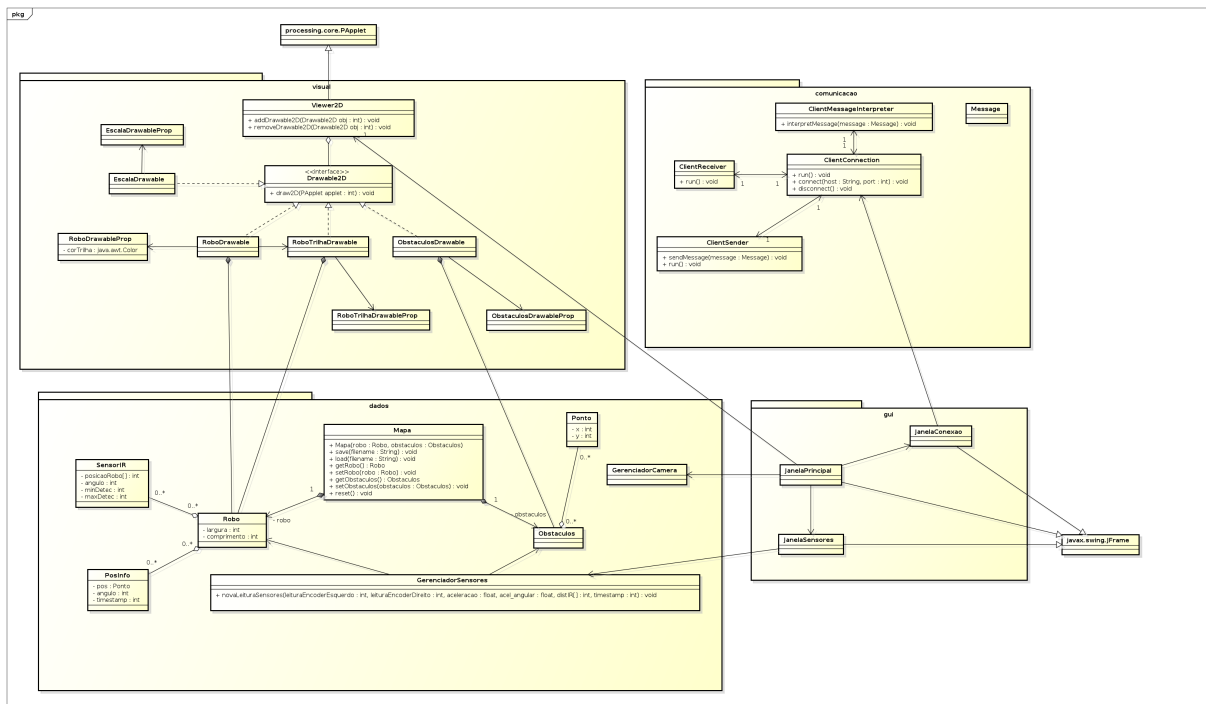 pkg
processing.core.PApplet
visual
Viewer2D
+ addDrawable2D(Drawable2D obj : int) : void
+ removeDrawable2D(Drawable2D obj : int) : void
EscalaDrawableProp
EscalaDrawable
<<interface>>
Drawable2D
+ draw2D(PApplet applet : int) : void
RoboDrawableProp
- corTrilha : java.awt.Color
RoboDrawable
RoboTrilhaDrawable
ObstaculosDrawable
RoboTrilhaDrawableProp
ObstaculosDrawableProp
comunicacao
ClientMessageInterpreter
+ interpretMessage(message : Message) : void
Message
1
1
ClientConnection
+ run() : void
+ connect(host : String, port : int) : void
+ disconnect() : void
ClientReceiver
+ run() : void
1
1
1
1
ClientSender
+ sendMessage(message : Message) : void
+ run() : void
dados
Mapa
+ Mapa(robo : Robo, obstaculos : Obstaculos)
+ save(filename : String) : void
+ load(filename : String) : void
+ getRobo() : Robo
+ setRobo(robo : Robo) : void
+ getObstaculos() : Obstaculos
+ setObstaculos(obstaculos : Obstaculos) : void
+ reset() : void
Ponto
- x : int
- y : int
0..*
0..*
SensorIR
- posicaoRobo[] : int
- angulo : int
- minDetec : int
- maxDetec : int
0..*
0..*
Robo
- largura : int
- comprimento : int
1
- robo
1
obstaculos
Obstaculos
0..*
0..*
PosInfo
- pos : Ponto
- angulo : int
- timestamp : int
GerenciadorSensores
+ novaLeituraSensores(leituraEncoderEsquerdo : int, leituraEncoderDireito : int, aceleracao : float, acel_angular : float, distIR[] : int, timestamp : int) : void
gui
JanelaConexao
GerenciadorCamera
JanelaPrincipal
JanelaSensores
javax.swing.JFrame